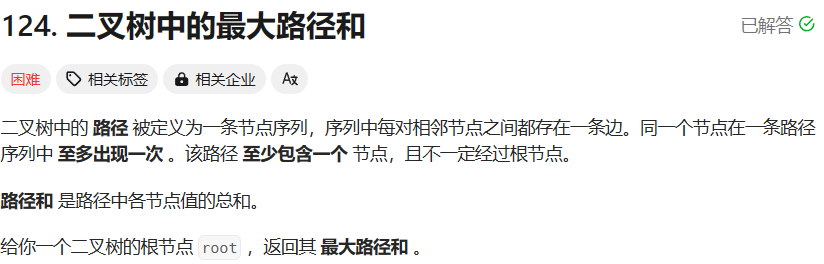 124. 二叉树中的最大路径和
已解答
困难 相关标签 相关企业
二叉树中的 路径 被定义为一条节点序列，序列中每对相邻节点之间都存在一条边。同一个节点在一条路径
序列中 至多出现一次 。该路径 至少包含一个 节点，且不一定经过根节点。
路径和 是路径中各节点值的总和。
给你一个二叉树的根节点 root ，返回其 最大路径和 。